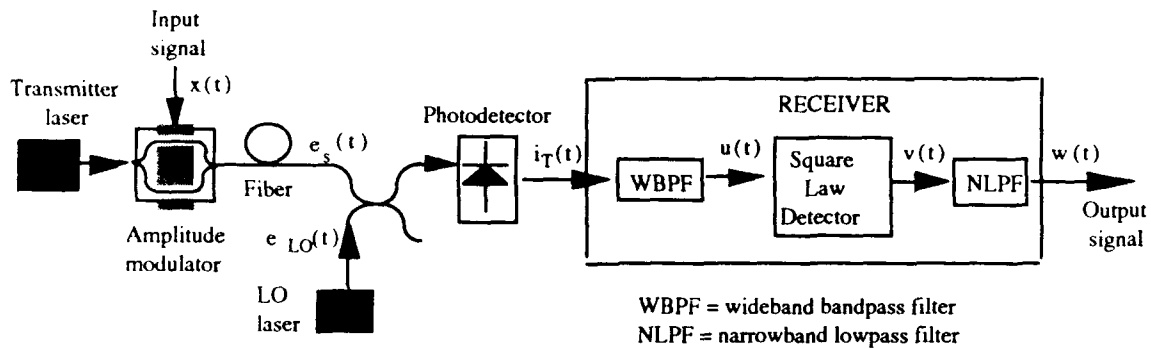 Input
signal
x(t)
Transmitter
laser
Amplitude
modulator
Fiber
e_s(t)
e_LO(t)
LO
laser
Photodetector
i_T(t)
RECEIVER
WBPF
u(t)
Square
Law
Detector
v(t)
NLPF
w(t)
Output
signal
WBPF = wideband bandpass filter
NLPF = narrowband lowpass filter